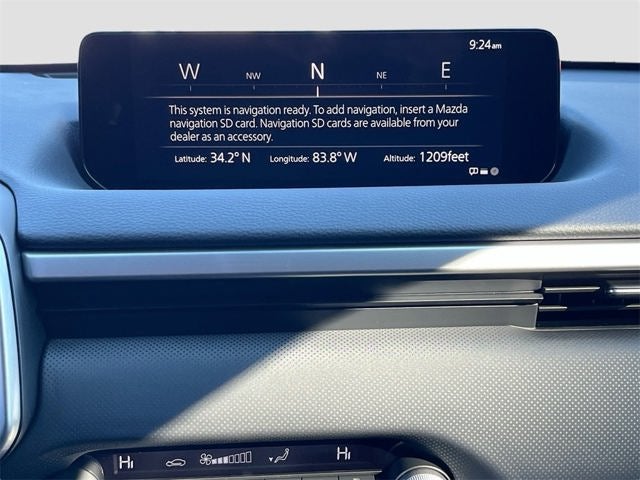 9:24am
W NW N NE E
This system is navigation ready. To add navigation, insert a Mazda
navigation SD card. Navigation SD cards are available from your
dealer as an accessory.
Latitude: 34.2° N Longitude: 83.8° W Altitude: 1209feet
Hi Hi